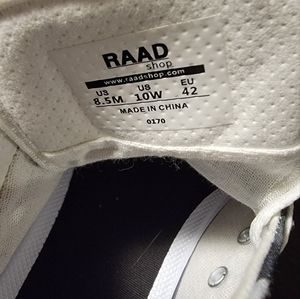 RAAD
shop
www.raadshop.com
US US EU
8.5M 10W 42
MADE IN CHINA
0170